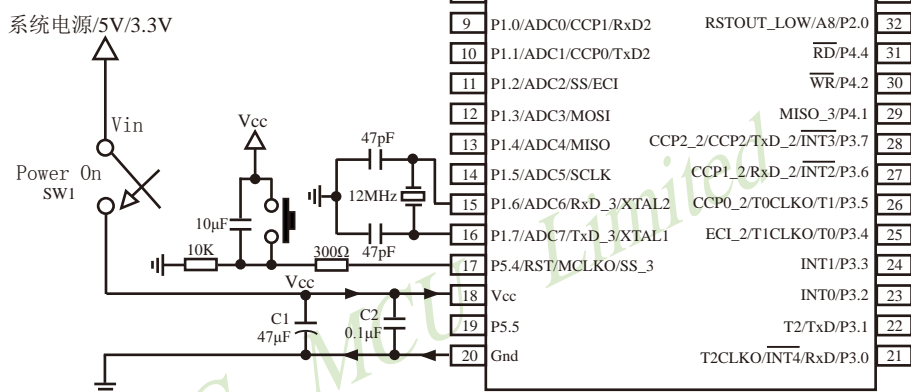 系统电源/5V/3.3V
Vin
Power On
SW1
Vcc
10μF
10K
300Ω
47pF
12MHz
47pF
Vcc
C1
47μF
C2
0.1μF
9 P1.0/ADC0/CCP1/RxD2
10 P1.1/ADC1/CCP0/TxD2
11 P1.2/ADC2/SS/ECI
12 P1.3/ADC3/MOSI
13 P1.4/ADC4/MISO
14 P1.5/ADC5/SCLK
15 P1.6/ADC6/RxD_3/XTAL2
16 P1.7/ADC7/TxD_3/XTAL1
17 P5.4/RST/MCLKO/SS_3
18 Vcc
19 P5.5
20 Gnd
RSTOUT_LOW/A8/P2.0 32
RD/P4.4 31
WR/P4.2 30
MISO_3/P4.1 29
CCP2_2/CCP2/TxD_2/INT3/P3.7 28
CCP1_2/RxD_2/INT2/P3.6 27
CCP0_2/T0CLKO/T1/P3.5 26
ECI_2/T1CLKO/T0/P3.4 25
INT1/P3.3 24
INT0/P3.2 23
T2/TxD/P3.1 22
T2CLKO/INT4/RxD/P3.0 21
MCU Limited